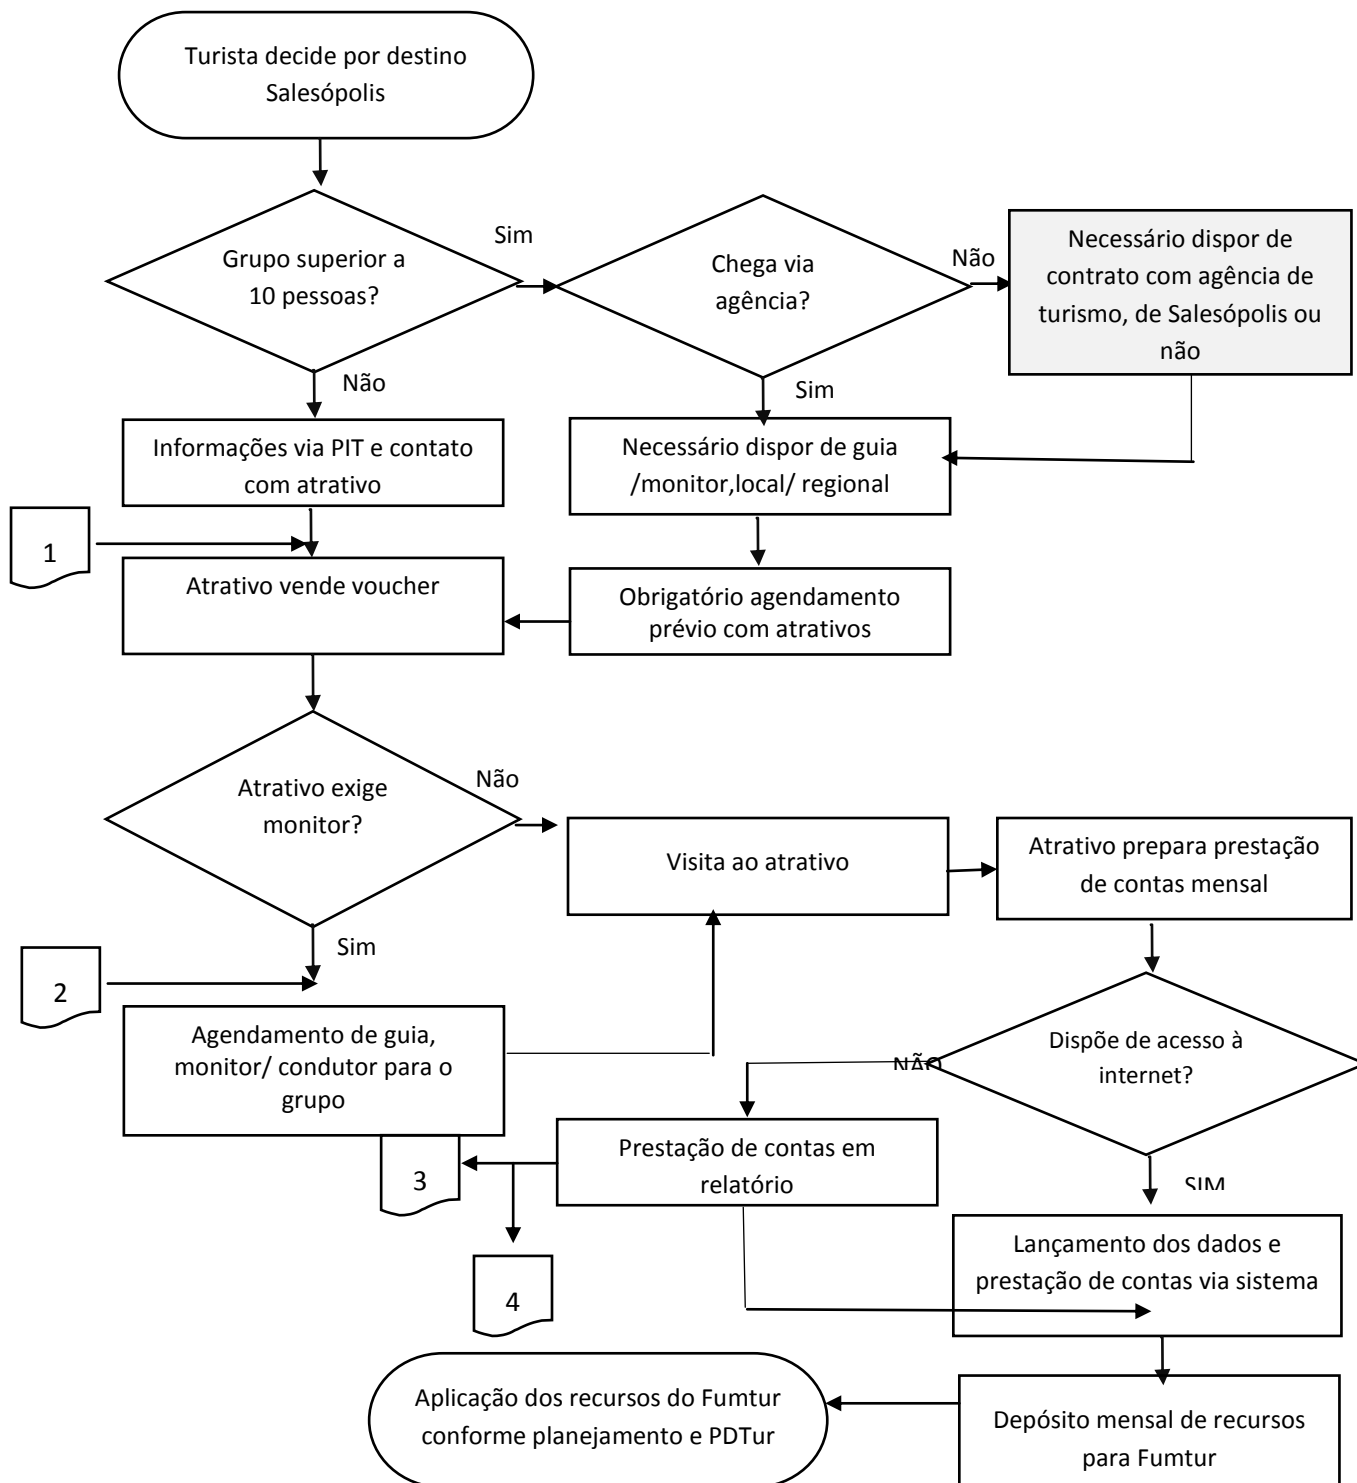 Turista decide por destino
Salesópolis
Grupo superior a
10 pessoas?
Sim
Chega via
agência?
Não
Necessário dispor de
contrato com agência de
turismo, de Salesópolis ou
não
Não
Sim
Informações via PIT e contato
com atrativo
Necessário dispor de guia
/monitor,local/ regional
1
Atrativo vende voucher
Obrigatório agendamento
prévio com atrativos
Atrativo exige
monitor?
Não
Visita ao atrativo
Atrativo prepara prestação
de contas mensal
Sim
2
Agendamento de guia,
monitor/ condutor para o
grupo
Dispõe de acesso à
internet?
NÃO
3
Prestação de contas em
relatório
SIM
4
Lançamento dos dados e
prestação de contas via sistema
Aplicação dos recursos do Fumtur
conforme planejamento e PDTur
Depósito mensal de recursos
para Fumtur